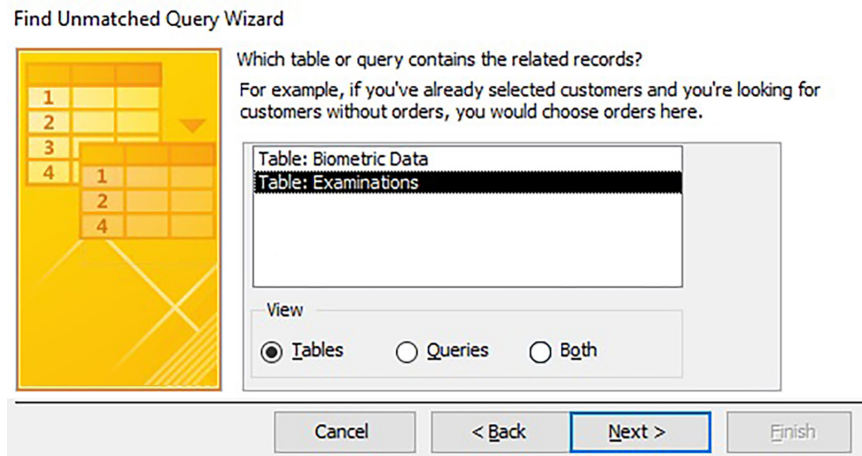 Find Unmatched Query Wizard
Which table or query contains the related records?
For example, if you've already selected customers and you're looking for
customers without orders, you would choose orders here.
1
2
3
4
1
2
4
Table: Biometric Data
Table: Examinations
View
Tables Queries Both
Cancel < Back Next > Finish